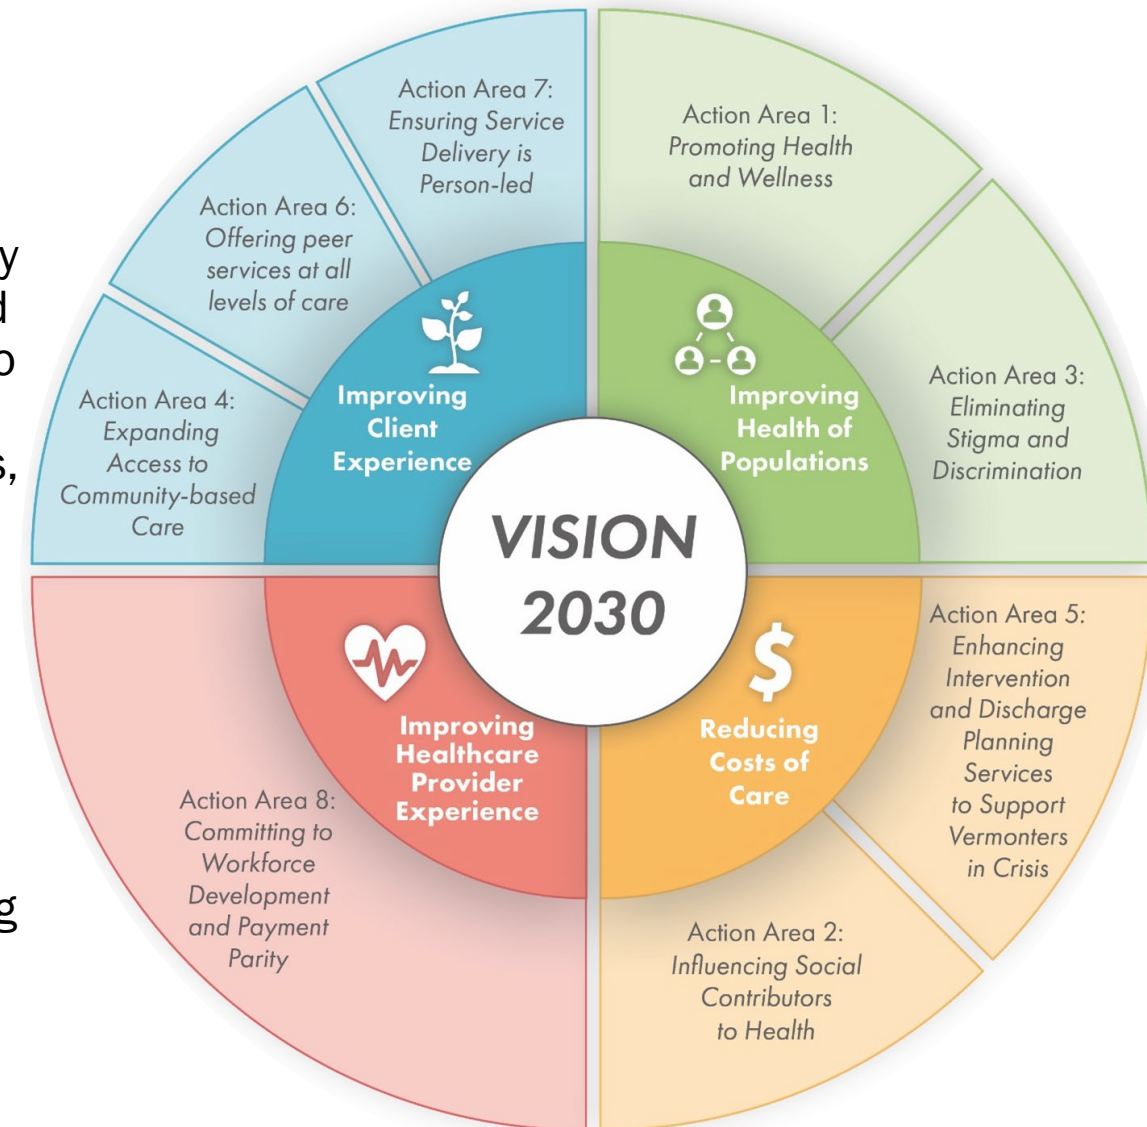 y
d
o
s,
g
Action Area 7:
Ensuring Service
Delivery is
Person-led
Action Area 1:
Promoting Health
and Wellness
Action Area 6:
Offering peer
services at all
levels of care
Action Area 3:
Eliminating
Stigma and
Discrimination
Action Area 4:
Expanding
Access to
Community-based
Care
Improving
Client
Experience
Improving
Health of
Populations
VISION
2030
Improving
Healthcare
Provider
Experience
$
Reducing
Costs of
Care
Action Area 5:
Enhancing
Intervention
and Discharge
Planning
Services
to Support
Vermonters
in Crisis
Action Area 8:
Committing to
Workforce
Development
and Payment
Parity
Action Area 2:
Influencing Social
Contributors
to Health